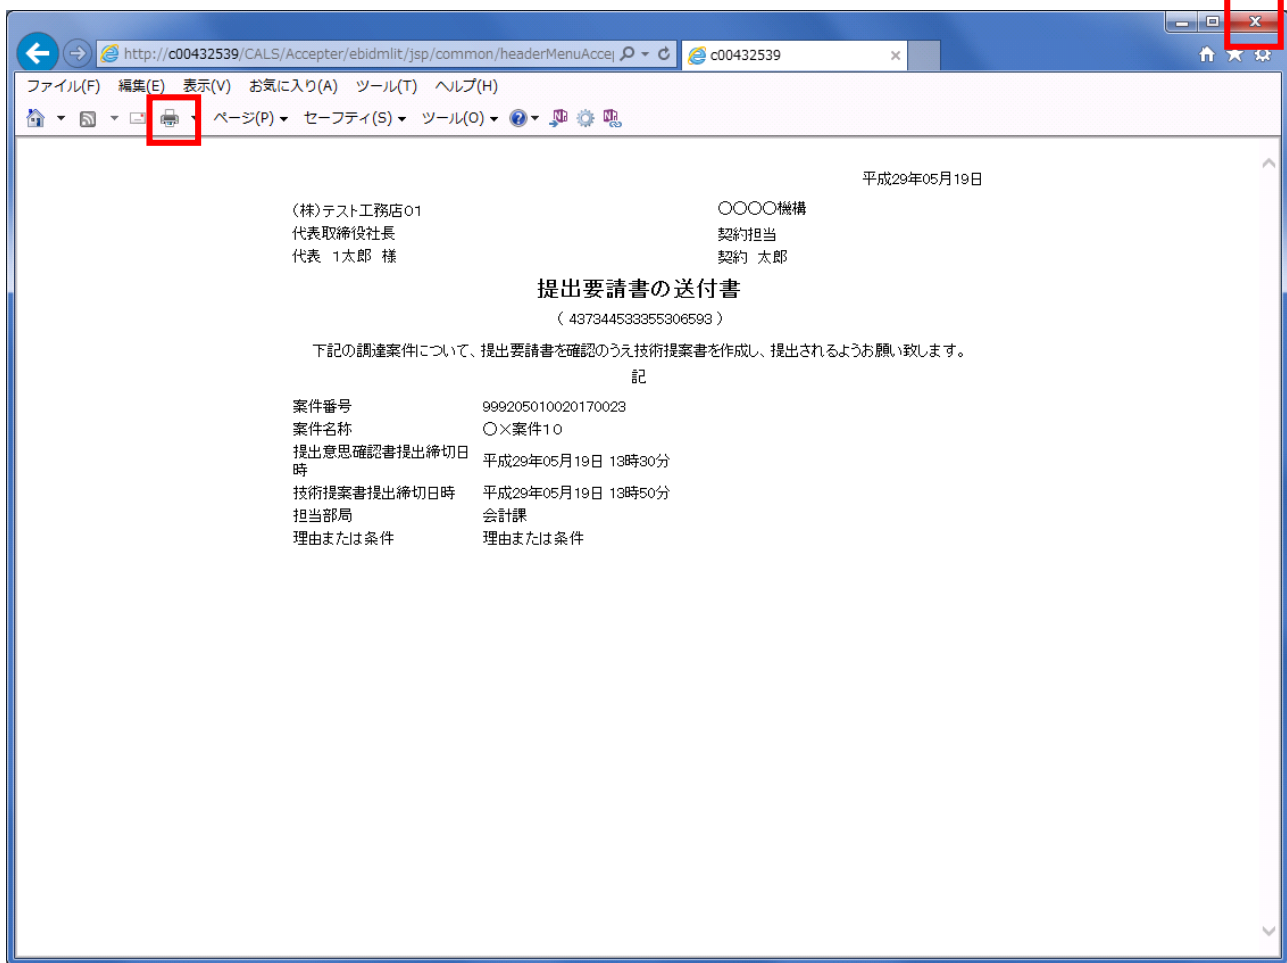 http://c00432539/CALS/Accepter/ebidmlit/jsp/common/headerMenuAccep
c00432539
ファイル(F) 編集(E) 表示(V) お気に入り(A) ツール(T) ヘルプ(H)
ページ(P) セーフティ(S) ツール(O)
平成29年05月19日
(株)テスト工務店01
代表取締役社長
代表 1太郎 様
〇〇〇〇機構
契約担当
契約 太郎
提出要請書の送付書
( 437344533355306593 )
下記の調達案件について、提出要請書を確認のうえ技術提案書を作成し、提出されるようお願い致します。
記
案件番号 999205010020170023
案件名称 〇×案件10
提出意思確認書提出締切日
時 平成29年05月19日 13時30分
技術提案書提出締切日時 平成29年05月19日 13時50分
担当部局 会計課
理由または条件 理由または条件